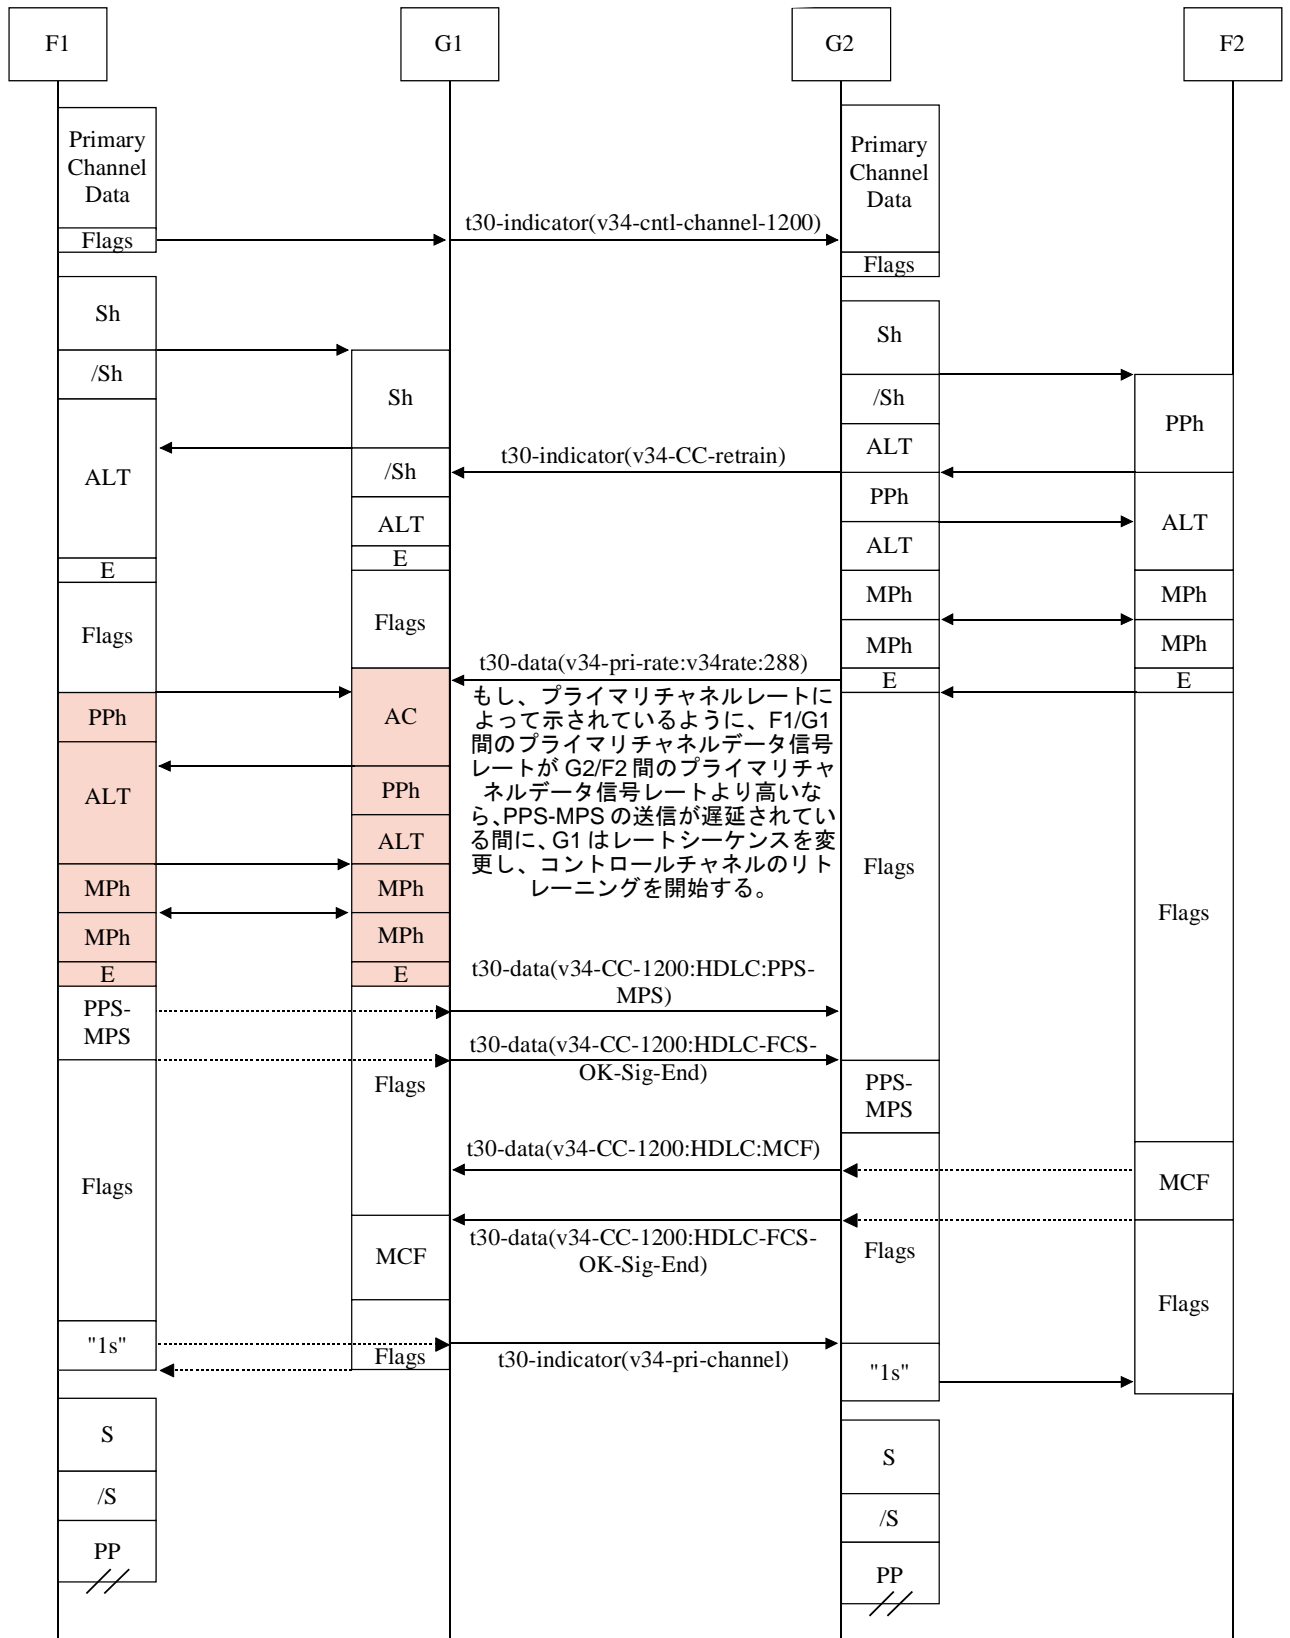 F1
G1
G2
F2
Primary
Channel
Data
Primary
Channel
Data
t30-indicator(v34-cntl-channel-1200)
Flags
Flags
Sh
Sh
/Sh
Sh
/Sh
PPh
ALT
t30-indicator(v34-CC-retrain)
ALT
/Sh
PPh
ALT
ALT
ALT
E
E
MPh
MPh
Flags
Flags
MPh
MPh
t30-data(v34-pri-rate:v34rate:288)
E
E
もし、プライマリチャネルレートに
よって示されているように、F1/G1
間のプライマリチャネルデータ信号
レートが G2/F2 間のプライマリチャ
ネルデータ信号レートより高いな
ら、PPS-MPS の送信が遅延されてい
る間に、G1 はレートシーケンスを変
更し、コントロールチャネルのリト
レーニングを開始する。
PPh
AC
ALT
PPh
ALT
Flags
MPh
MPh
Flags
MPh
MPh
E
E
t30-data(v34-CC-1200:HDLC:PPS-
MPS)
PPS-
MPS
t30-data(v34-CC-1200:HDLC-FCS-
OK-Sig-End)
Flags
PPS-
MPS
t30-data(v34-CC-1200:HDLC:MCF)
Flags
MCF
t30-data(v34-CC-1200:HDLC-FCS-
OK-Sig-End)
MCF
Flags
Flags
"1s"
Flags
t30-indicator(v34-pri-channel)
"1s"
S
S
/S
/S
PP
PP